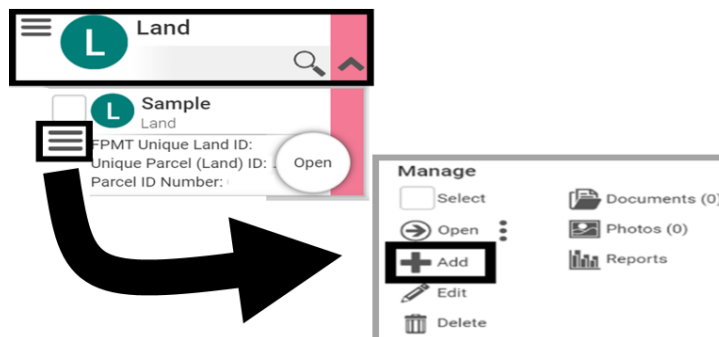 L Land
L Sample
Land
FPMT Unique Land ID:
Unique Parcel (Land) ID:
Parcel ID Number:
Open
Manage
Select
Open
Add
Edit
Delete
Documents (0)
Photos (0)
Reports